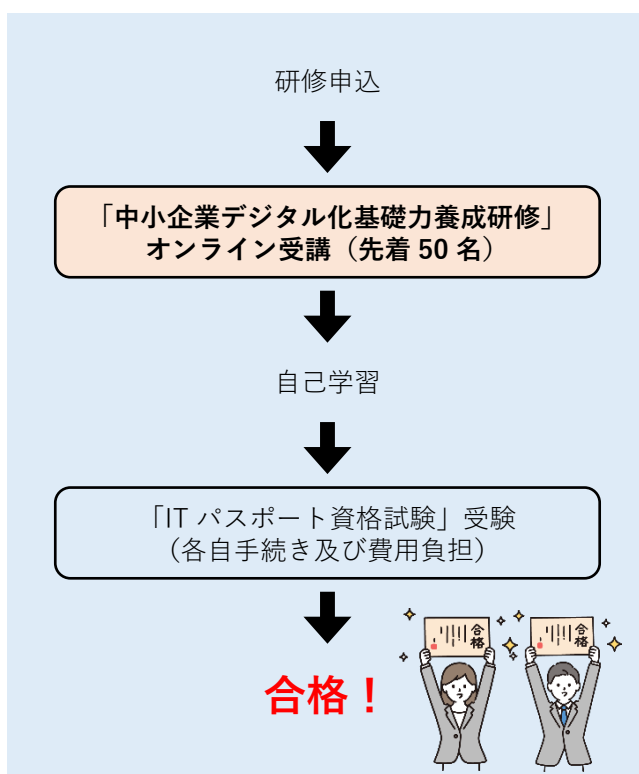 研修申込
「中小企業デジタル化基礎力養成研修」
オンライン受講（先着 50 名）
自己学習
「IT パスポート資格試験」受験
（各自手続き及び費用負担）
合格！
合格
合格